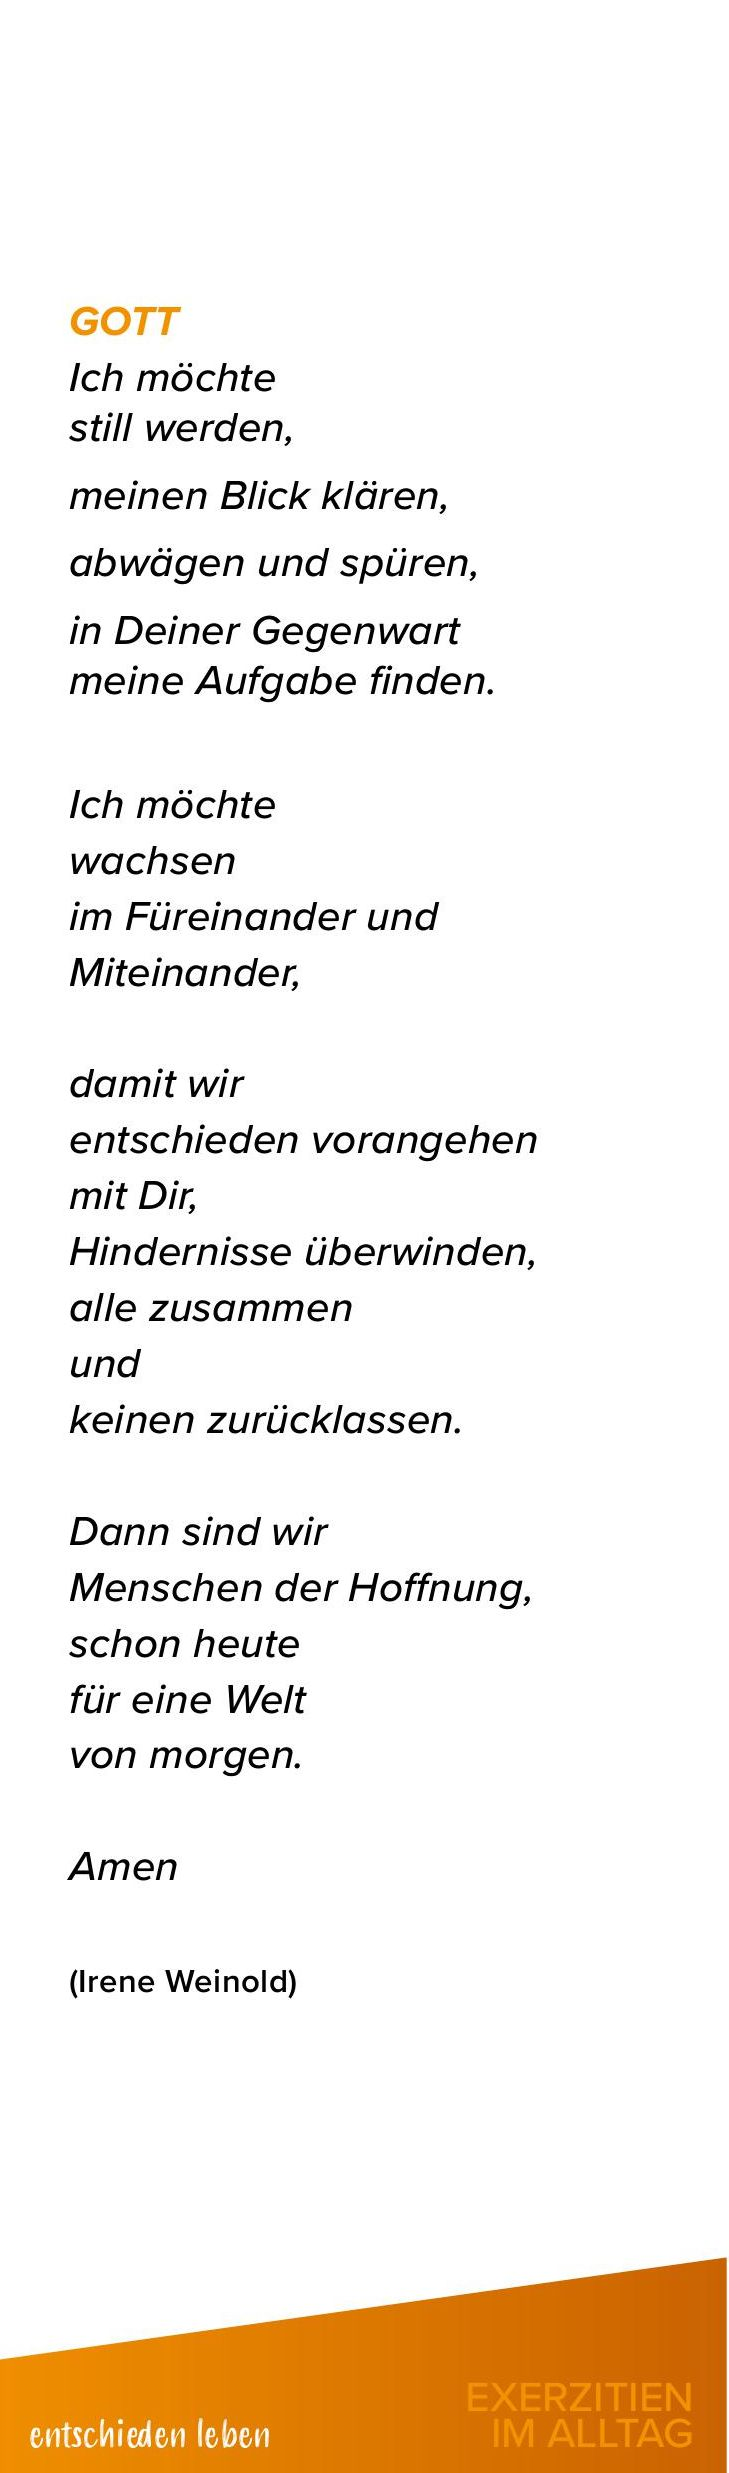 GOTT
Ich möchte
still werden,
meinen Blick klären,
abwägen und spüren,
in Deiner Gegenwart
meine Aufgabe finden.
Ich möchte
wachsen
im Füreinander und
Miteinander,
damit wir
entschieden vorangehen
mit Dir,
Hindernisse überwinden,
alle zusammen
und
keinen zurücklassen.
Dann sind wir
Menschen der Hoffnung,
schon heute
für eine Welt
von morgen.
Amen
(Irene Weinold)
entschieden leben
EXERZITIEN
IM ALLTAG